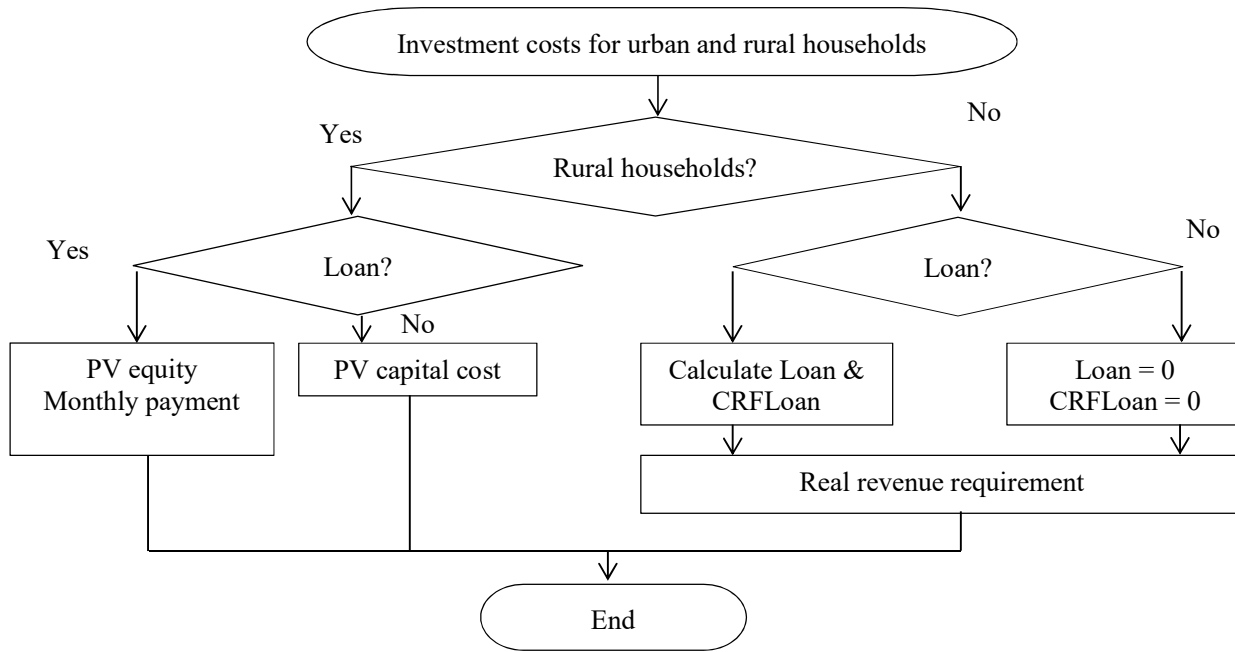 Investment costs for urban and rural households
Yes
No
Rural households?
Yes
Loan?
No
Loan?
No
PV equity
Monthly payment
PV capital cost
Calculate Loan &
CRFLoan
Loan = 0
CRFLoan = 0
Real revenue requirement
End